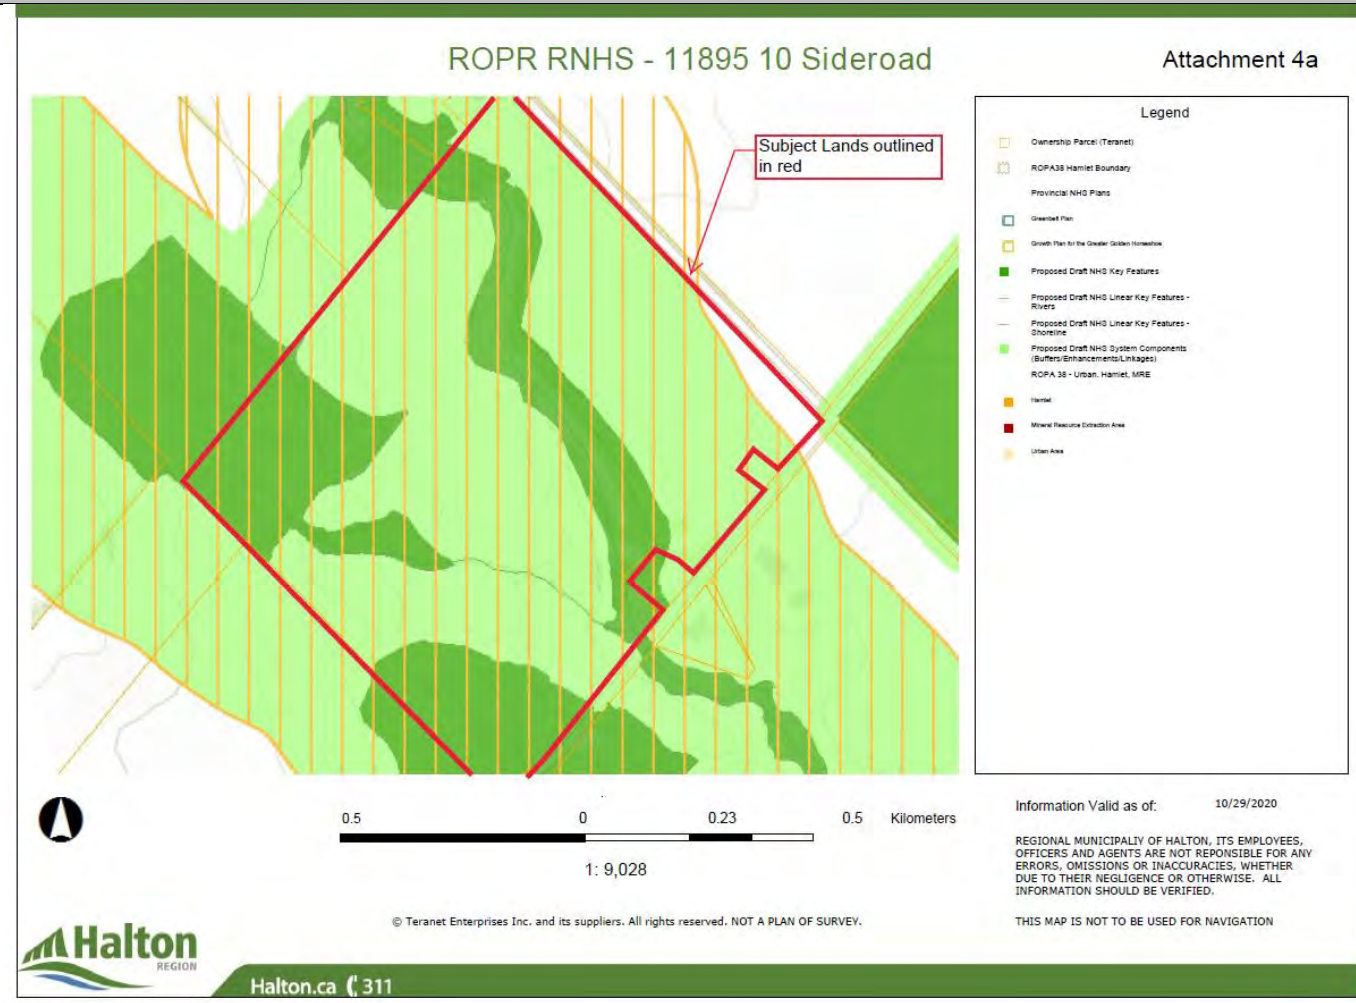 ROPR RNHS - 11895 10 Sideroad
Attachment 4a
Subject Lands outlined
in red
Legend
Ownership Parcel (Teranet)
ROPA38 Hamlet Boundary
Provincial NHS Plans
Greenbelt Plan
Growth Plan for the Greater Golden Horseshoe
Proposed Draft NHS Key Features
Proposed Draft NHS Linear Key Features -
Rivers
Proposed Draft NHS Linear Key Features -
Shoreline
Proposed Draft NHS System Components
(Buffers/Enhancements/Linkages)
ROPA 38 - Urban, Hamlet, MRE
Hamlet
Mineral Resource Extraction Area
Urban Area
0.5 0 0.23 0.5 Kilometers
1: 9,028
Information Valid as of: 10/29/2020
REGIONAL MUNICIPALIY OF HALTON, ITS EMPLOYEES,
OFFICERS AND AGENTS ARE NOT REPONSIBLE FOR ANY
ERRORS, OMISSIONS OR INACCURACIES, WHETHER
DUE TO THEIR NEGLIGENCE OR OTHERWISE. ALL
INFORMATION SHOULD BE VERIFIED.
THIS MAP IS NOT TO BE USED FOR NAVIGATION
© Teranet Enterprises Inc. and its suppliers. All rights reserved. NOT A PLAN OF SURVEY.
Halton
REGION
Halton.ca 311